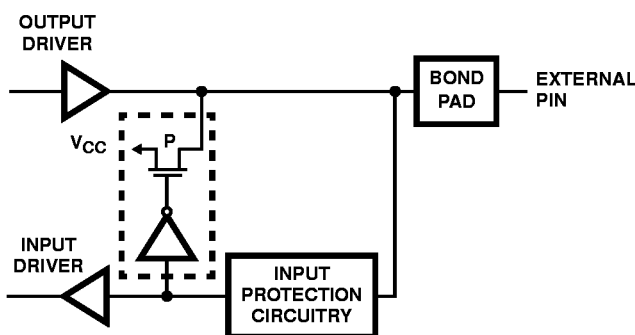 OUTPUT
DRIVER
BOND
PAD
EXTERNAL
PIN
VCC
P
INPUT
DRIVER
INPUT
PROTECTION
CIRCUITRY